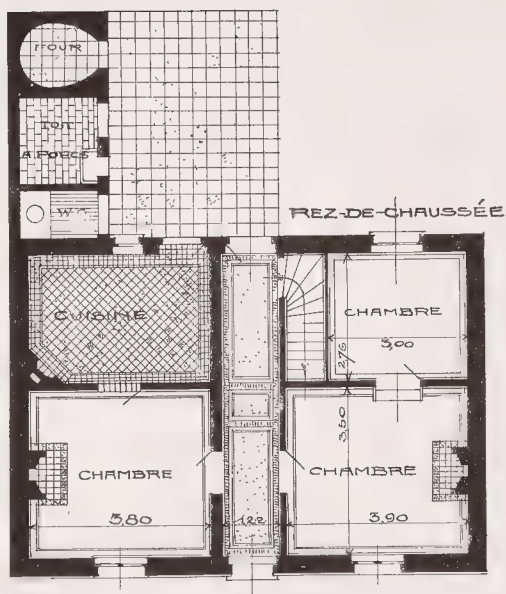 FOUR
TOIT
A PORCS
W.C
REZ-DE-CHAUSSÉE
CUISINE
CHAMBRE
3,00
2,76
3,50
CHAMBRE
CHAMBRE
3,80
1,22
3,90